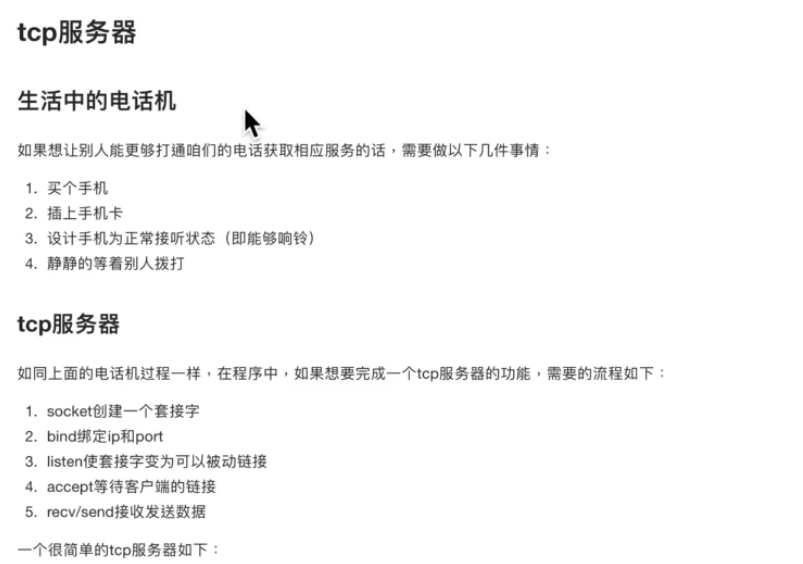 tcp服务器
生活中的电话机
如果想让别人能更够打通咱们的电话获取相应服务的话，需要做以下几件事情：
1. 买个手机
2. 插上手机卡
3. 设计手机为正常接听状态（即能够响铃）
4. 静静的等着别人拨打
tcp服务器
如同上面的电话机过程一样，在程序中，如果想要完成一个tcp服务器的功能，需要的流程如下：
1. socket创建一个套接字
2. bind绑定ip和port
3. listen使套接字变为可以被动链接
4. accept等待客户端的链接
5. recv/send接收发送数据
一个很简单的tcp服务器如下：